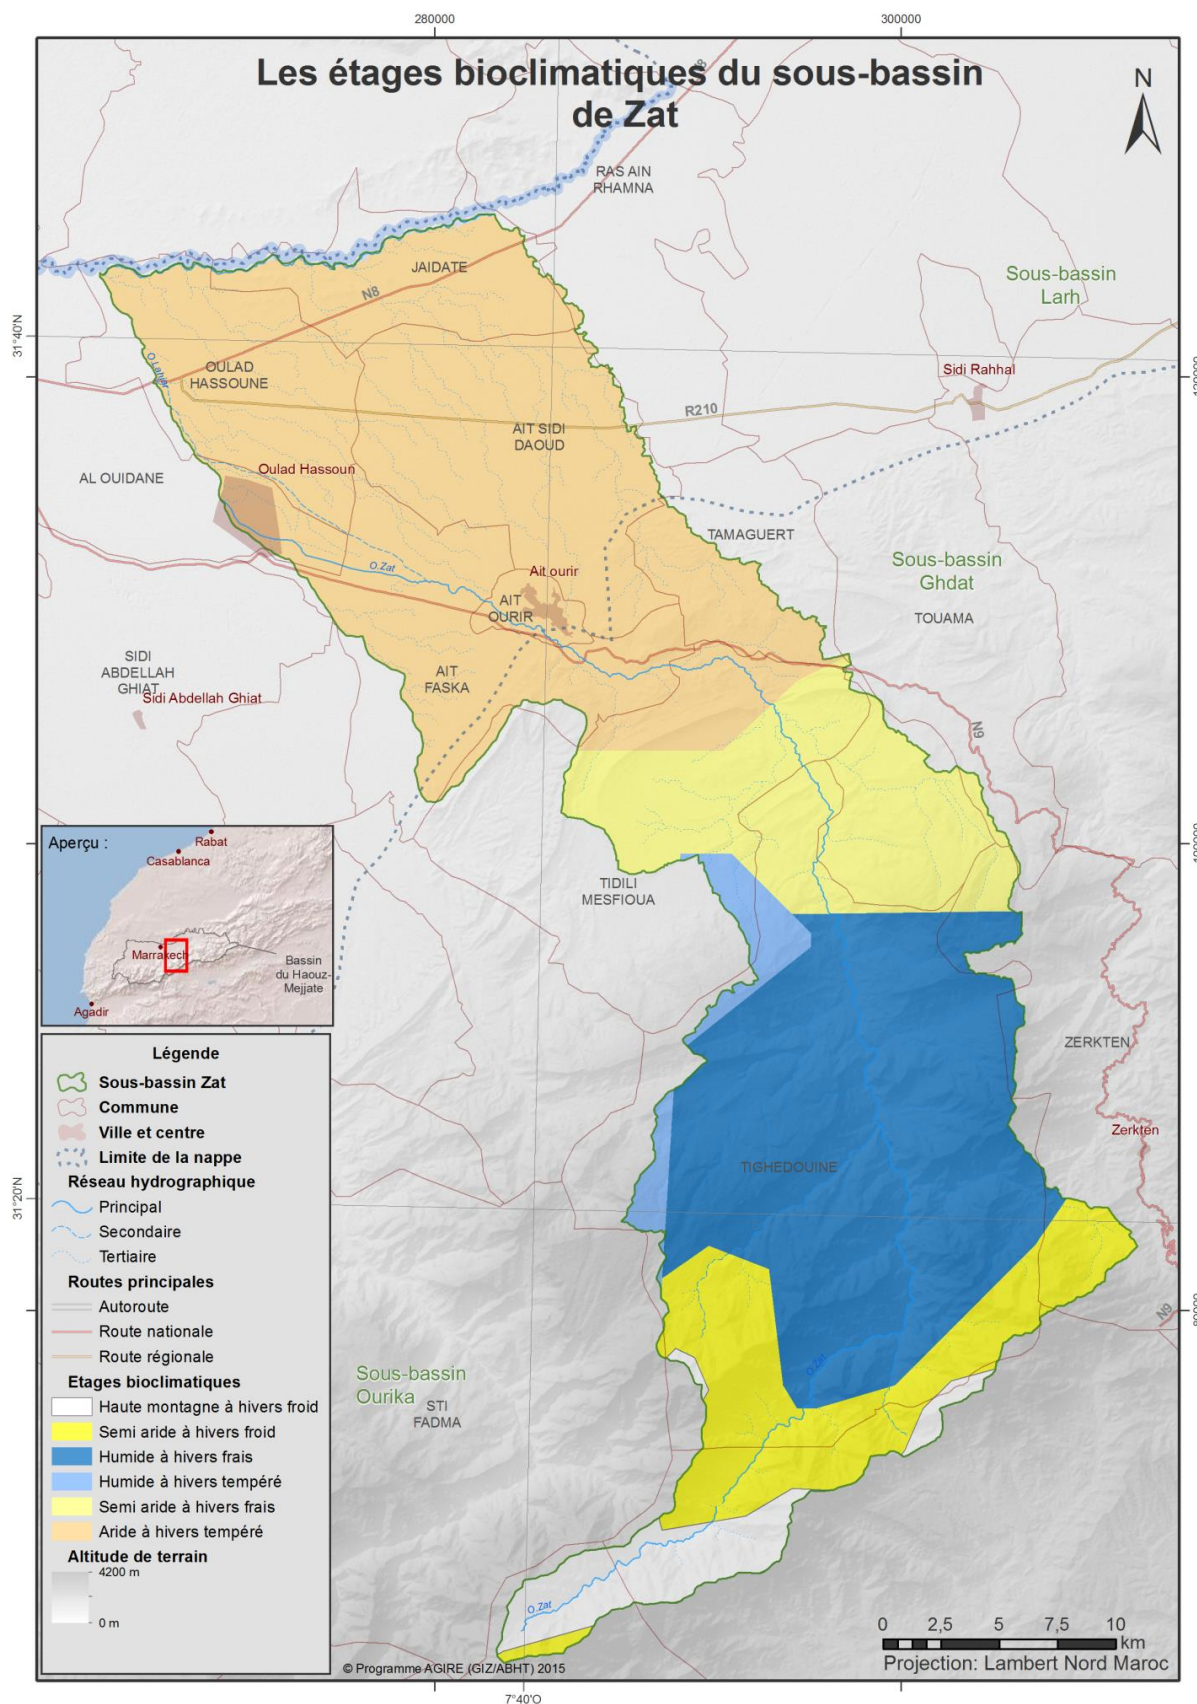 280000
300000
Les étages bioclimatiques du sous-bassin
de Zat
N
N8
RAS AIN
RHAMNA
JAIDATE
Sous-bassin
Larh
31°40'N
N8
O.Lahjar
OULAD
HASSOUNE
Sidi Rahhal
120000
R210
AIT SIDI
DAOUD
Oulad Hassoun
AL OUIDANE
TAMAGUERT
Sous-bassin
Ghdat
O.Zat
Ait ourir
AIT
OURIR
TOUAMA
SIDI
ABDELLAH
GHIAT
Sidi Abdellah Ghiat
AIT
FASKA
N9
100000
Aperçu :
Rabat
Casablanca
Marrakech
Bassin
du Haouz-
Mejjate
Agadir
TIDILI
MESFIOUA
ZERKTEN
Zerkten
TIGHEDOUINE
31°20'N
80000
N9
O.Zat
Sous-bassin
Ourika
STI
FADMA
O.Zat
Légende
Sous-bassin Zat
Commune
Ville et centre
Limite de la nappe
Réseau hydrographique
Principal
Secondaire
Tertiaire
Routes principales
Autoroute
Route nationale
Route régionale
Etages bioclimatiques
Haute montagne à hivers froid
Semi aride à hivers froid
Humide à hivers frais
Humide à hivers tempéré
Semi aride à hivers frais
Aride à hivers tempéré
Altitude de terrain
4200 m
0 m
0 2,5 5 7,5 10
km
Projection: Lambert Nord Maroc
© Programme AGIRE (GIZ/ABHT) 2015
7°40'O